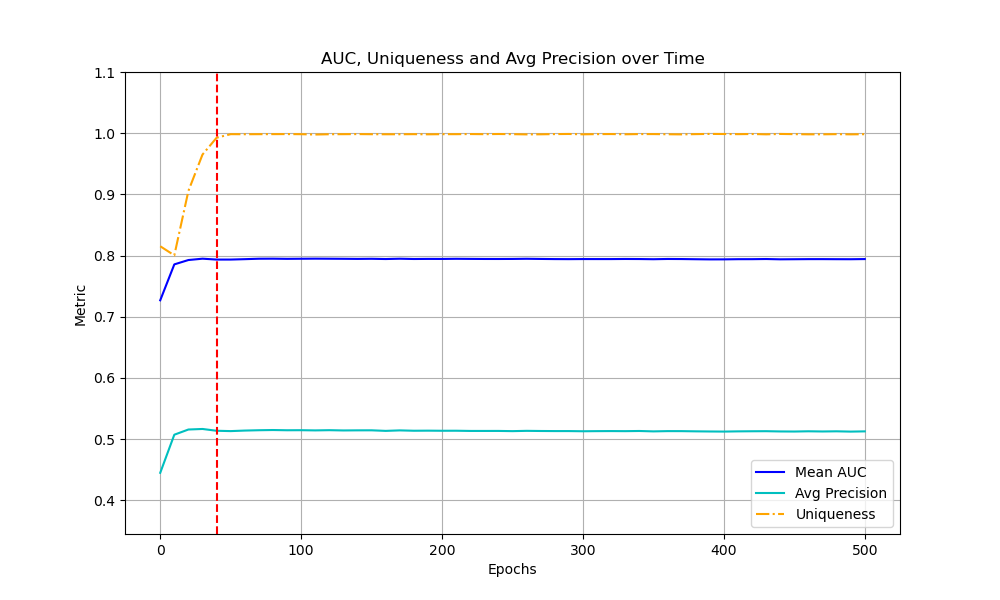 AUC, Uniqueness and Avg Precision over Time
1.1
1.0
0.9
0.8
0.7
0.6
0.5
0.4
Metric
0 100 200 300 400 500
Epochs
Mean AUC
Avg Precision
Uniqueness